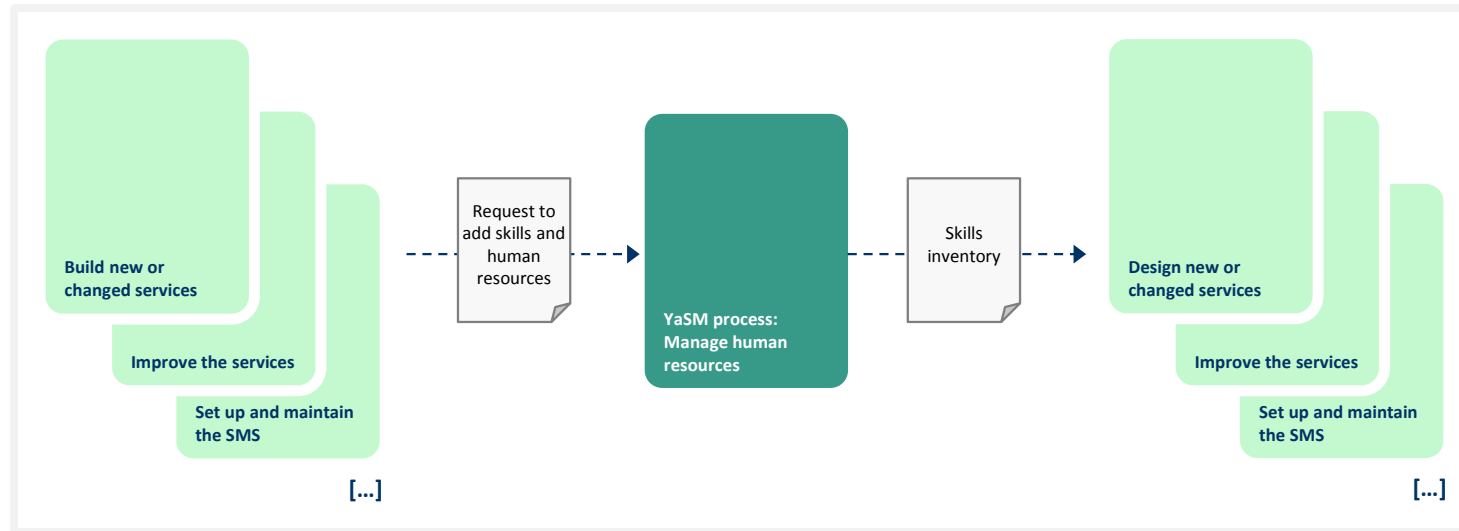 Build new or
changed services
Improve the services
Set up and maintain
the SMS
[...]
Request to
add skills and
human
resources
YaSM process:
Manage human
resources
Skills
inventory
Design new or
changed services
Improve the services
Set up and maintain
the SMS
[...]